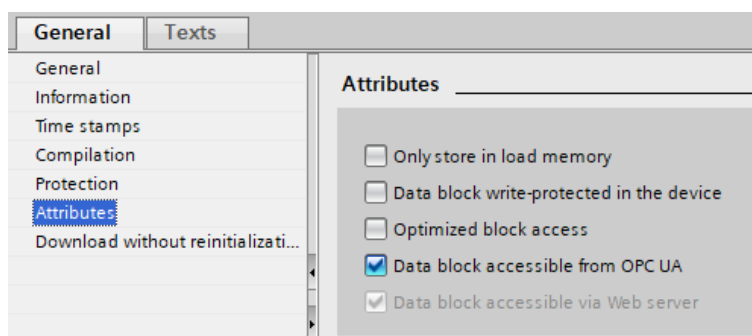 General Texts
General
Information
Time stamps
Compilation
Protection
Attributes
Download without reinitializati...
Attributes
Only store in load memory
Data block write-protected in the device
Optimized block access
Data block accessible from OPC UA
Data block accessible via Web server